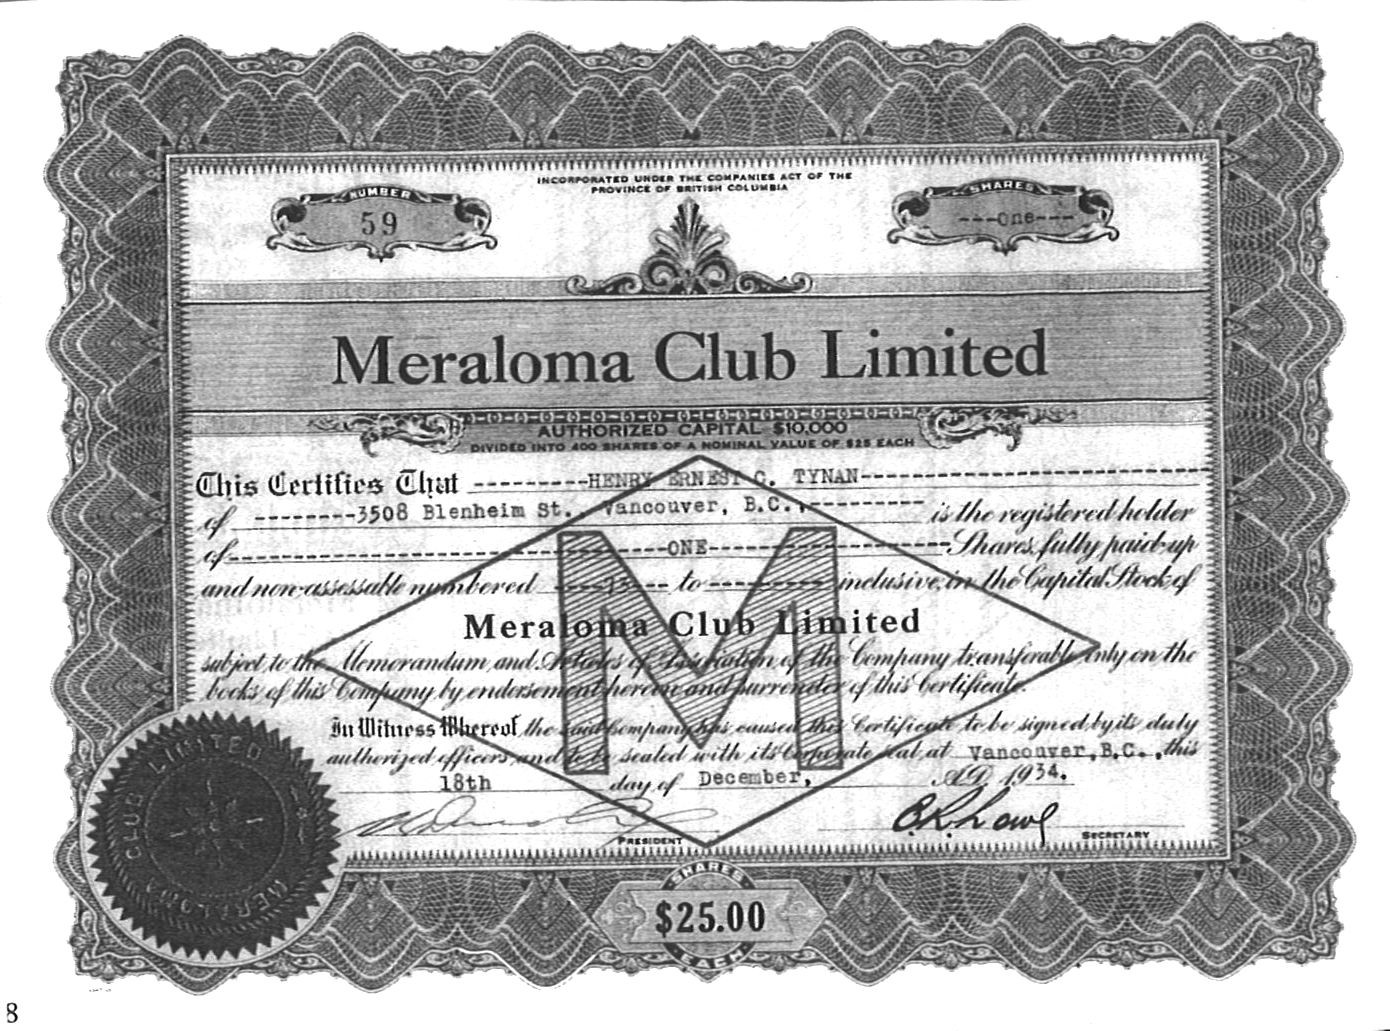 INCORPORATED UNDER THE COMPANIES ACT OF THE
PROVINCE OF BRITISH COLUMBIA
NUMBER
59
SHARES
---one---
Meraloma Club Limited
AUTHORIZED CAPITAL $10,000
DIVIDED INTO 400 SHARES OF A NOMINAL VALUE OF $25 EACH
This Certifies That ---------HENRY ERNEST C. TYNAN---
of --------3508 Blenheim St., Vancouver, B.C.,--------- is the registered holder
of ---ONE--- Shares fully paid-up
and non-assessable numbered ----73--- to --------- inclusive, in the Capital Stock of
Meraloma Club Limited
subject to the Memorandum and Articles of Association of the Company transferable only on the
books of this Company by endorsement hereon and surrender of this Certificate.
In Witness Whereof, the said Company has caused this Certificate to be signed by its duty
authorized officers, and to be sealed with its Corporate seal at Vancouver, B.C., this
18th day of December, A.D. 1934.
B.R. Lowe
PRESIDENT
SECRETARY
MERALOMA CLUB LIMITED
M
SHARES
$25.00
EACH
8